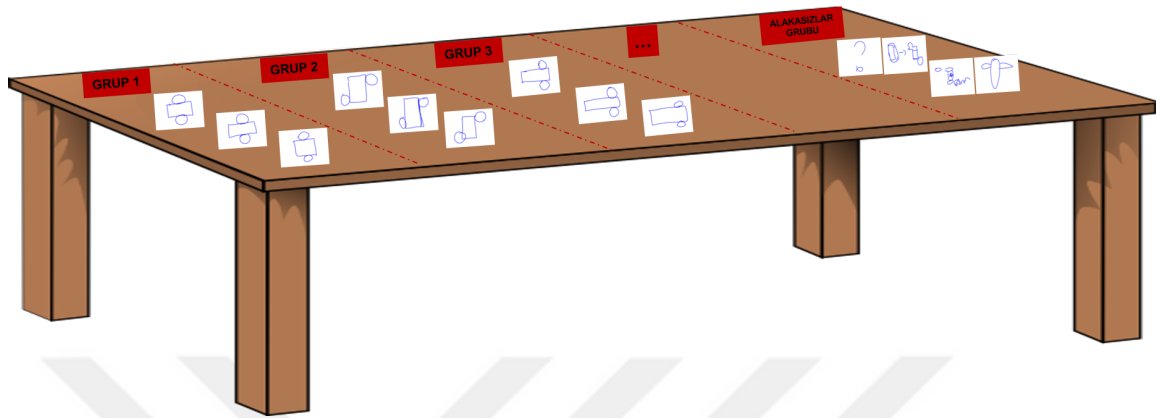 GRUP 1
GRUP 2
GRUP 3
...
ALAKASIZLAR
GRUBU
?